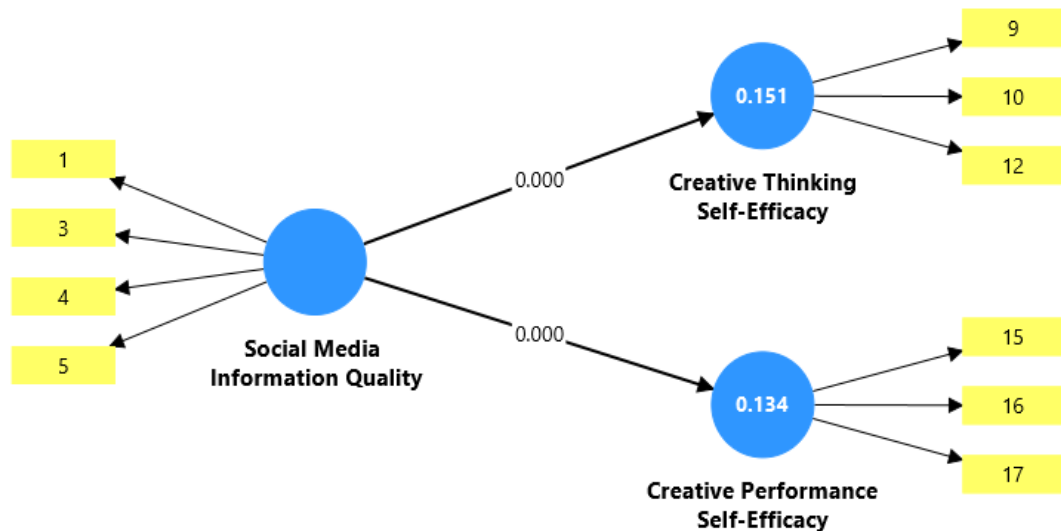 1
3
4
5
Social Media
Information Quality
0.000
0.000
0.151
Creative Thinking
Self-Efficacy
9
10
12
0.134
Creative Performance
Self-Efficacy
15
16
17